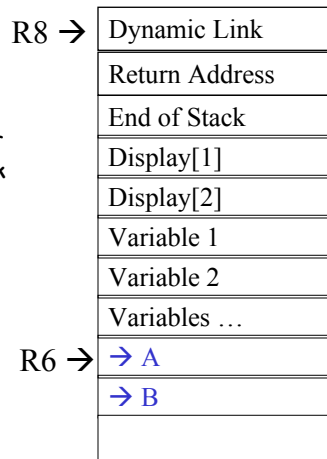 R8 → Dynamic Link
Return Address
End of Stack
Display[1]
Display[2]
Variable 1
Variable 2
Variables …
R6 → → A
→ B